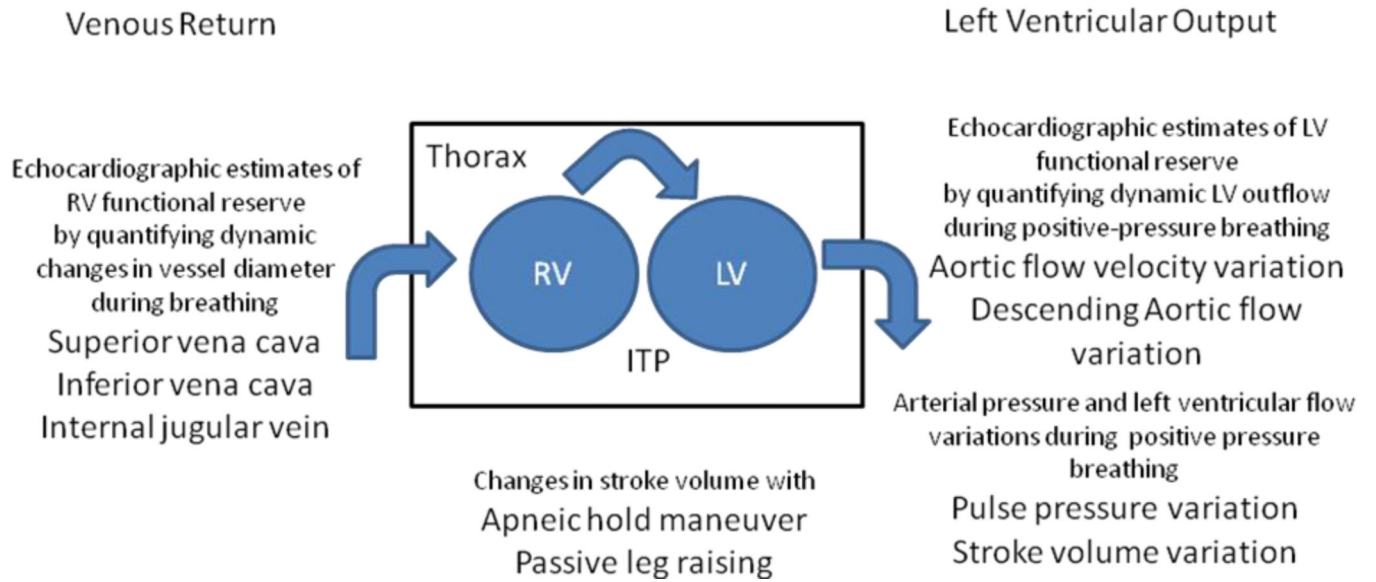 Venous Return
Echocardiographic estimates of
RV functional reserve
by quantifying dynamic
changes in vessel diameter
during breathing
Superior vena cava
Inferior vena cava
Internal jugular vein
Thorax
RV
LV
ITP
Changes in stroke volume with
Apneic hold maneuver
Passive leg raising
Left Ventricular Output
Echocardiographic estimates of LV
functional reserve
by quantifying dynamic LV outflow
during positive-pressure breathing
Aortic flow velocity variation
Descending Aortic flow
variation
Arterial pressure and left ventricular flow
variations during positive pressure
breathing
Pulse pressure variation
Stroke volume variation